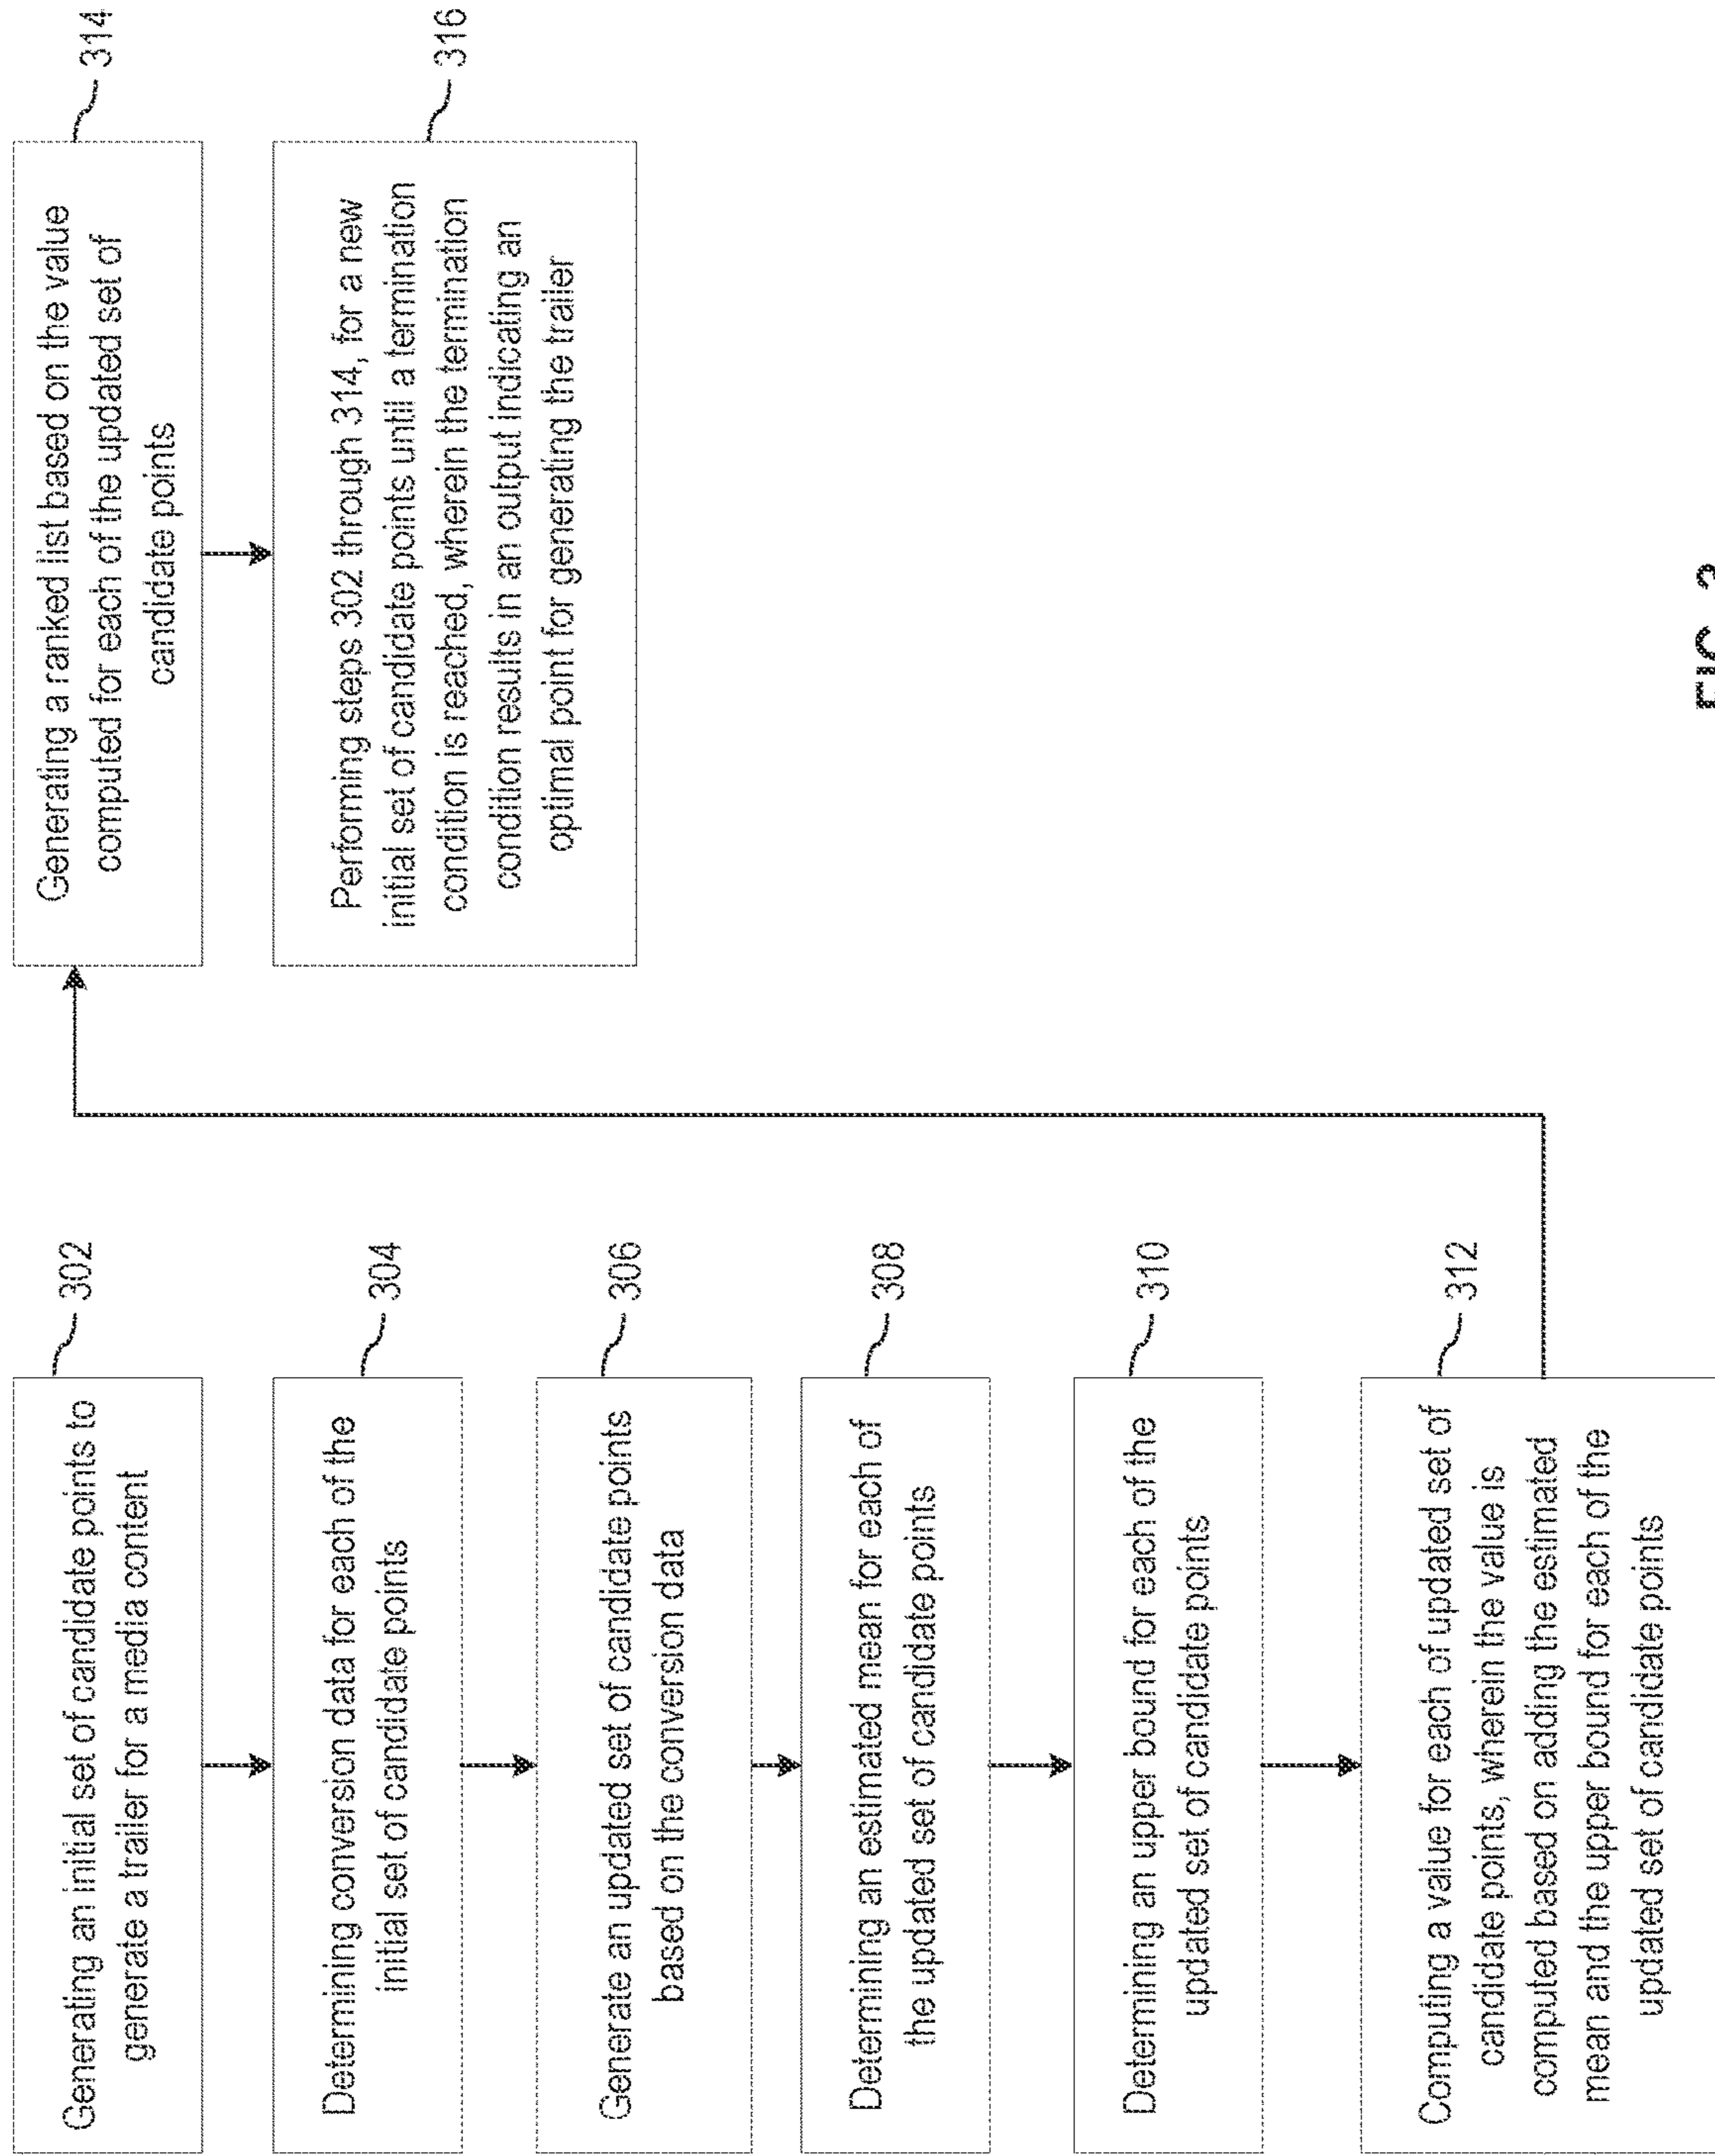 Generating an initial set of candidate points to
generate a trailer for a media content
302
Determining conversion data for each of the
initial set of candidate points
304
Generate an updated set of candidate points
based on the conversion data
306
Determining an estimated mean for each of
the updated set of candidate points
308
Determining an upper bound for each of the
updated set of candidate points
310
Computing a value for each of updated set of
candidate points, wherein the value is
computed based on adding the estimated
mean and the upper bound for each of the
updated set of candidate points
312
Generating a ranked list based on the value
computed for each of the updated set of
candidate points
314
Performing steps 302 through 314, for a new
initial set of candidate points until a termination
condition is reached, wherein the termination
condition results in an output indicating an
optimal point for generating the trailer
316
FIG. 3